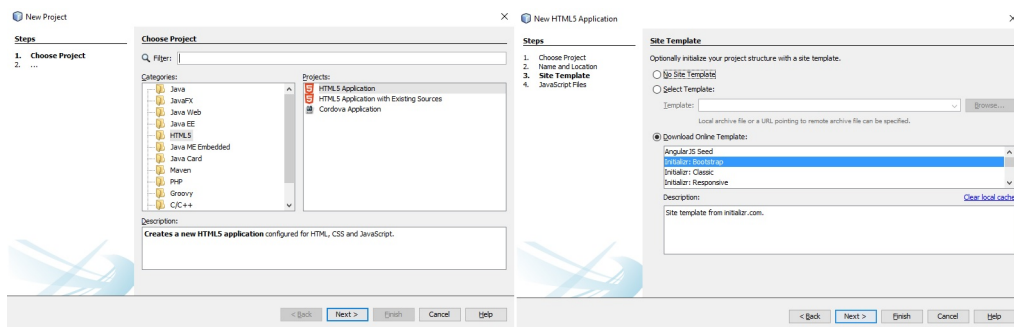 New Project
Steps
1. Choose Project
2. ...
Choose Project
Filter:
Categories:
Java
JavaFX
Java Web
Java EE
HTML5
Java ME Embedded
Java Card
Maven
PHP
Groovy
C/C++
Projects:
HTML5 Application
HTML5 Application with Existing Sources
Cordova Application
Description:
Creates a new HTML5 application configured for HTML, CSS and JavaScript.
< Back Next > Finish Cancel Help
New HTML5 Application
Steps
1. Choose Project
2. Name and Location
3. Site Template
4. JavaScript Files
Site Template
Optionally initialize your project structure with a site template.
No Site Template
Select Template:
Template: Browse...
Local archive file or a URL pointing to remote archive file can be specified.
Download Online Template:
AngularJS Seed
Initializr: Bootstrap
Initializr: Classic
Initializr: Responsive
Description: Clear local cache
Site template from initializr.com.
< Back Next > Finish Cancel Help